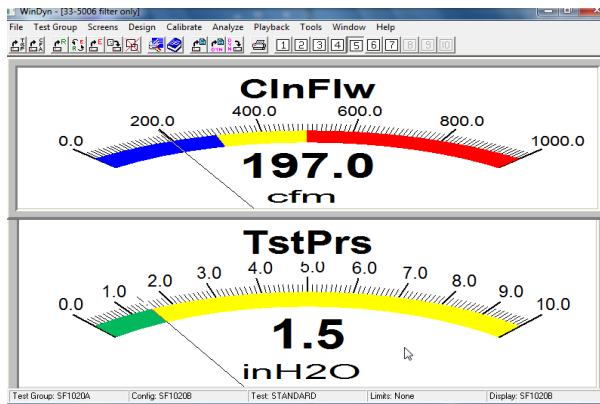 WinDyn - [33-5006 filter only]
File Test Group Screens Design Calibrate Analyze Playback Tools Window Help
1 2 3 4 5 6 7 8 9 10
ClnFlw
0.0 200.0 400.0 600.0 800.0 1000.0
197.0
cfm
TstPrs
0.0 1.0 2.0 3.0 4.0 5.0 6.0 7.0 8.0 9.0 10.0
1.5
inH2O
Test Group: SF1020A Config: SF1020B Test: STANDARD Limits: None Display: SF1020B